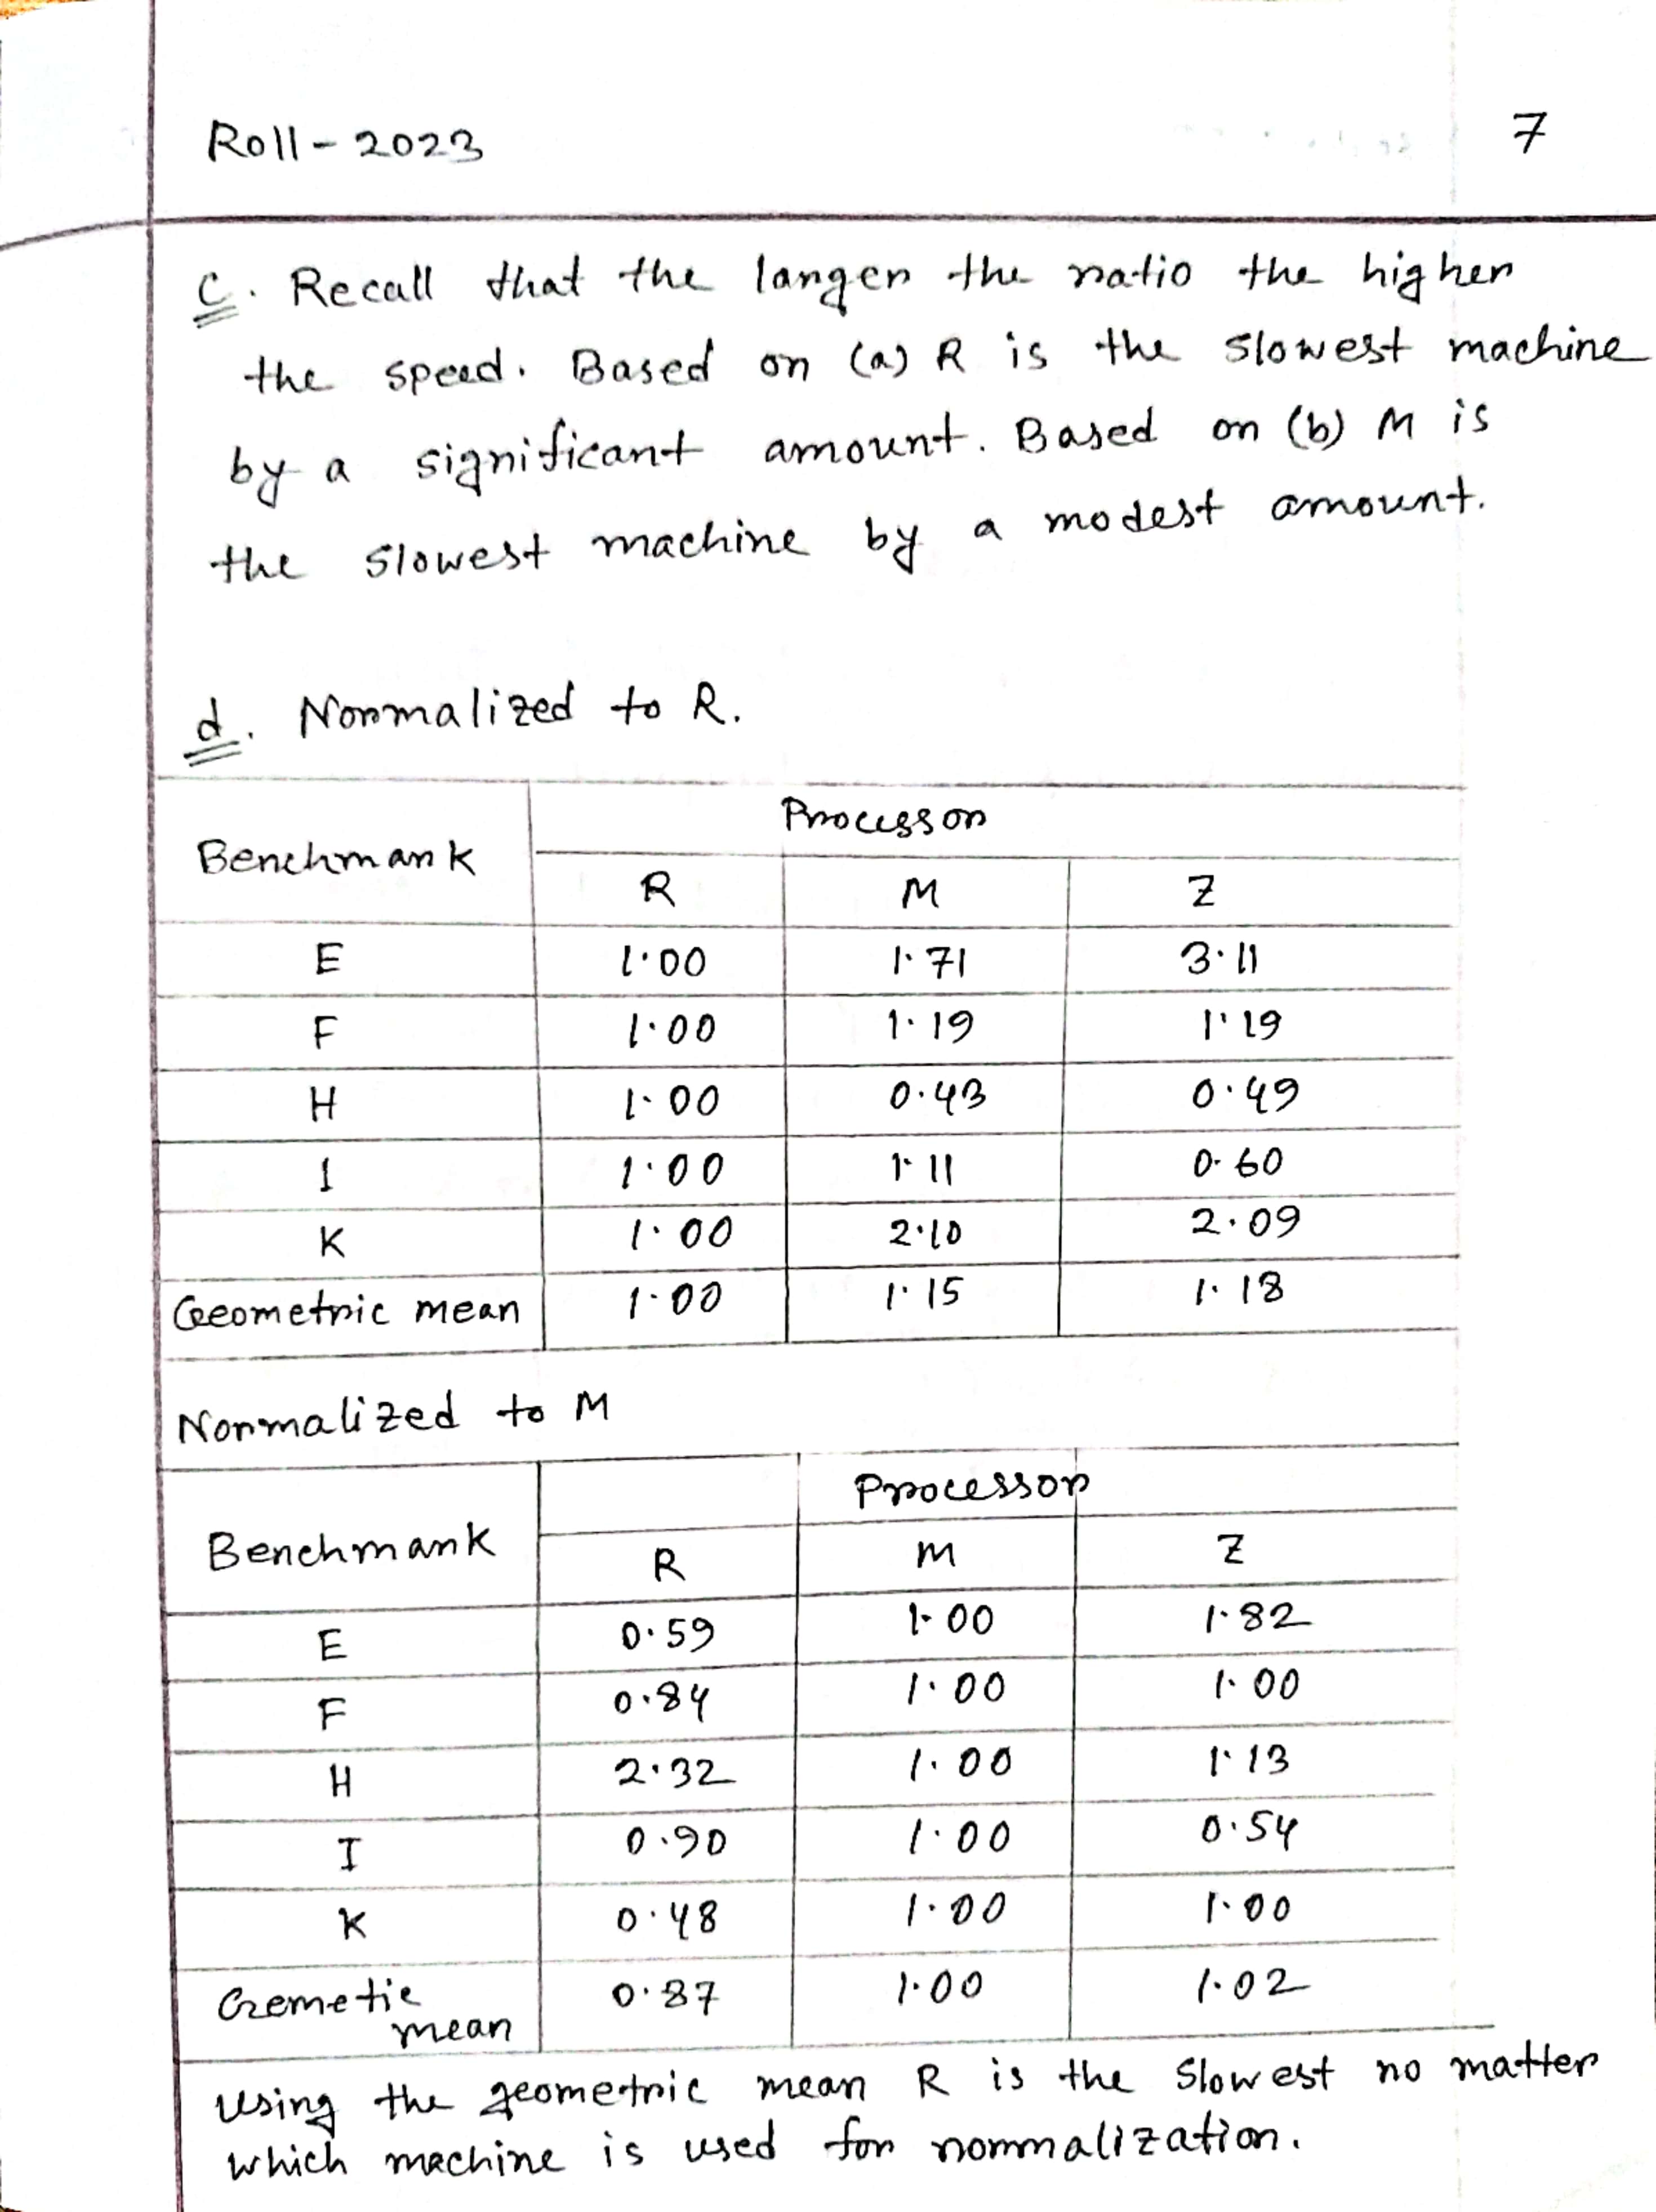 Roll - 2023
7
c. Recall that the larger the ratio the higher
the speed. Based on (a) R is the slowest machine
by a significant amount. Based on (b) M is
the slowest machine by a modest amount.
d. Normalized to R.
Processor
Benchmark
R M Z
E 1.00 1.71 3.11
F 1.00 1.19 1.19
H 1.00 0.43 0.49
I 1.00 1.11 0.60
K 1.00 2.10 2.09
Geometric mean 1.00 1.15 1.18
Normalized to M
Processor
Benchmark
R M Z
E 0.59 1.00 1.82
F 0.84 1.00 1.00
H 2.32 1.00 1.13
I 0.90 1.00 0.54
K 0.48 1.00 1.00
Gemetie 0.87 1.00 1.02
mean
Using the geometric mean R is the slowest no matter
which machine is used for normalization.